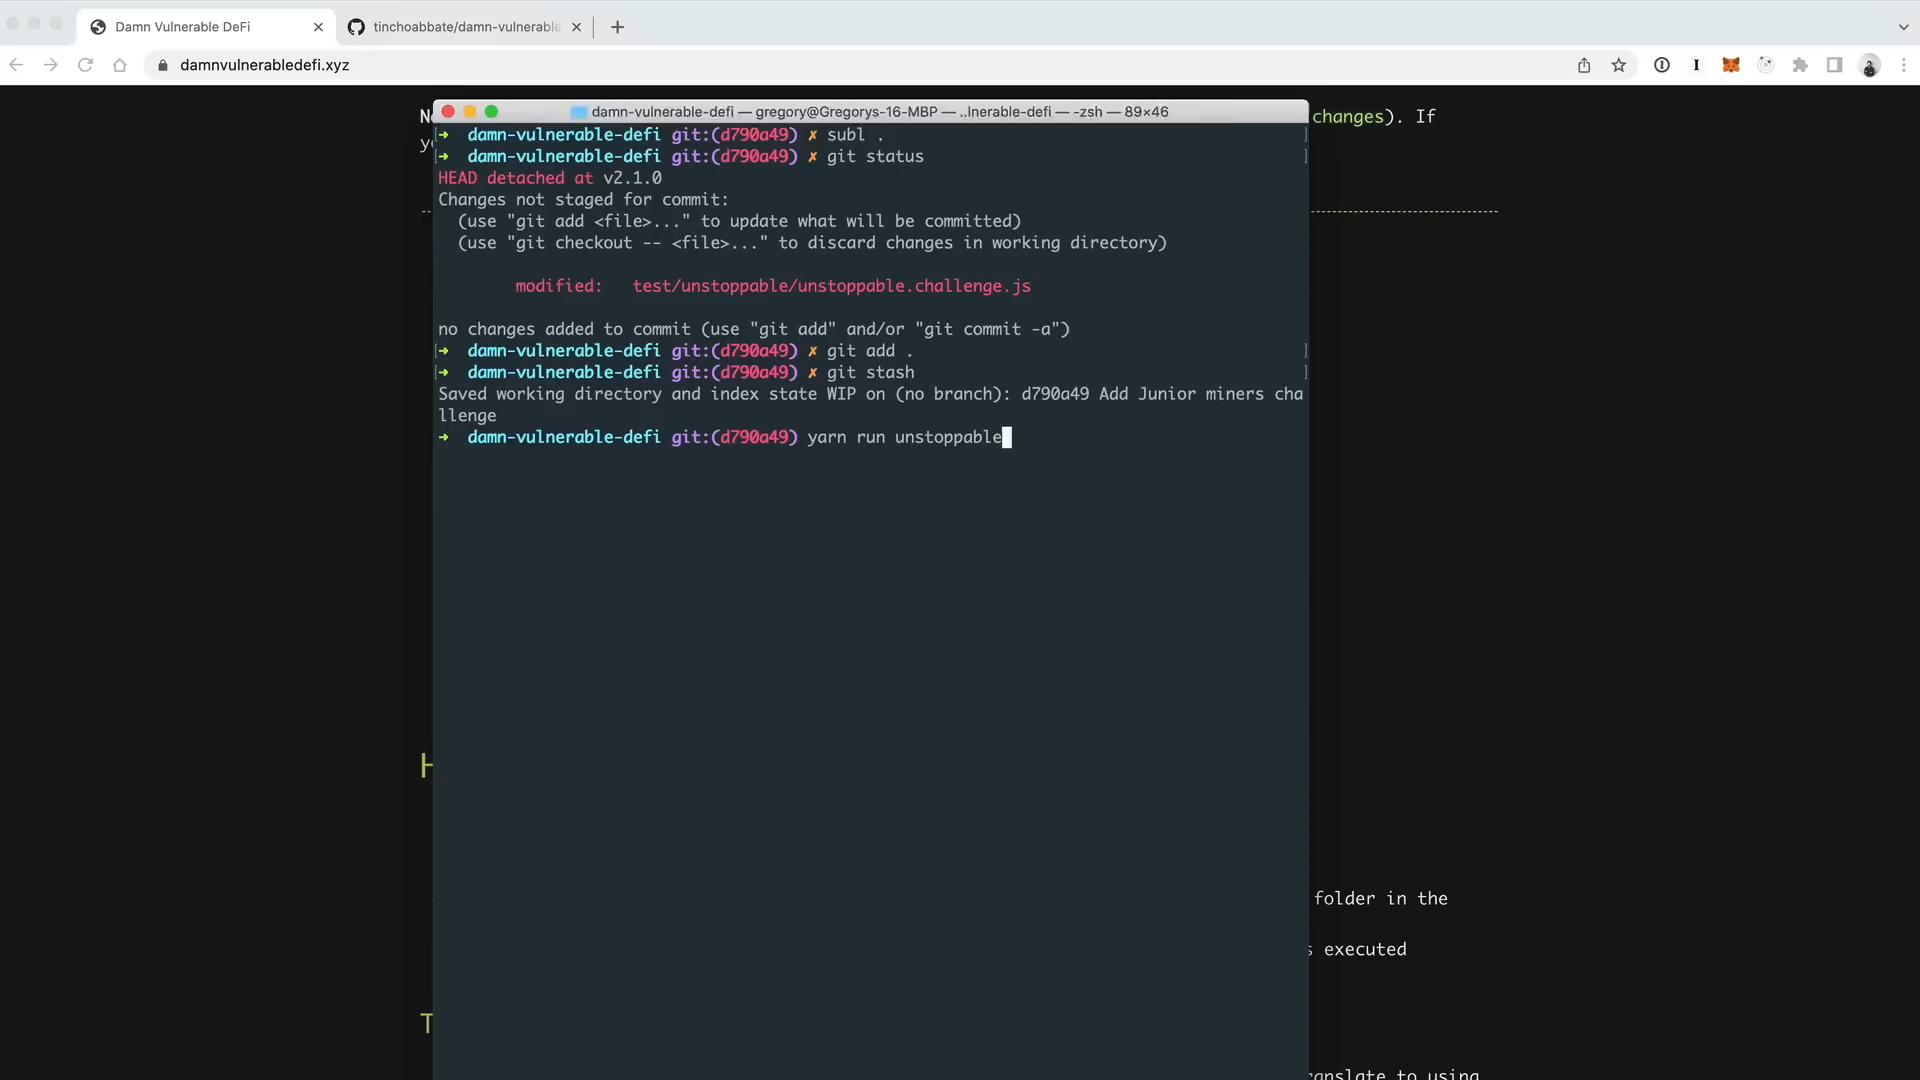 Damn Vulnerable DeFi
tinchoabbate/damn-vulnerable
damnvulnerabledefi.xyz
damn-vulnerable-defi — gregory@Gregorys-16-MBP — ..lnerable-defi — -zsh — 89×46
changes). If
➜ damn-vulnerable-defi git:(d790a49) ✗ subl .
➜ damn-vulnerable-defi git:(d790a49) ✗ git status
HEAD detached at v2.1.0
Changes not staged for commit:
(use "git add <file>..." to update what will be committed)
(use "git checkout -- <file>..." to discard changes in working directory)
modified: test/unstoppable/unstoppable.challenge.js
no changes added to commit (use "git add" and/or "git commit -a")
➜ damn-vulnerable-defi git:(d790a49) ✗ git add .
➜ damn-vulnerable-defi git:(d790a49) ✗ git stash
Saved working directory and index state WIP on (no branch): d790a49 Add Junior miners cha
llenge
➜ damn-vulnerable-defi git:(d790a49) yarn run unstoppable
folder in the
executed
to using